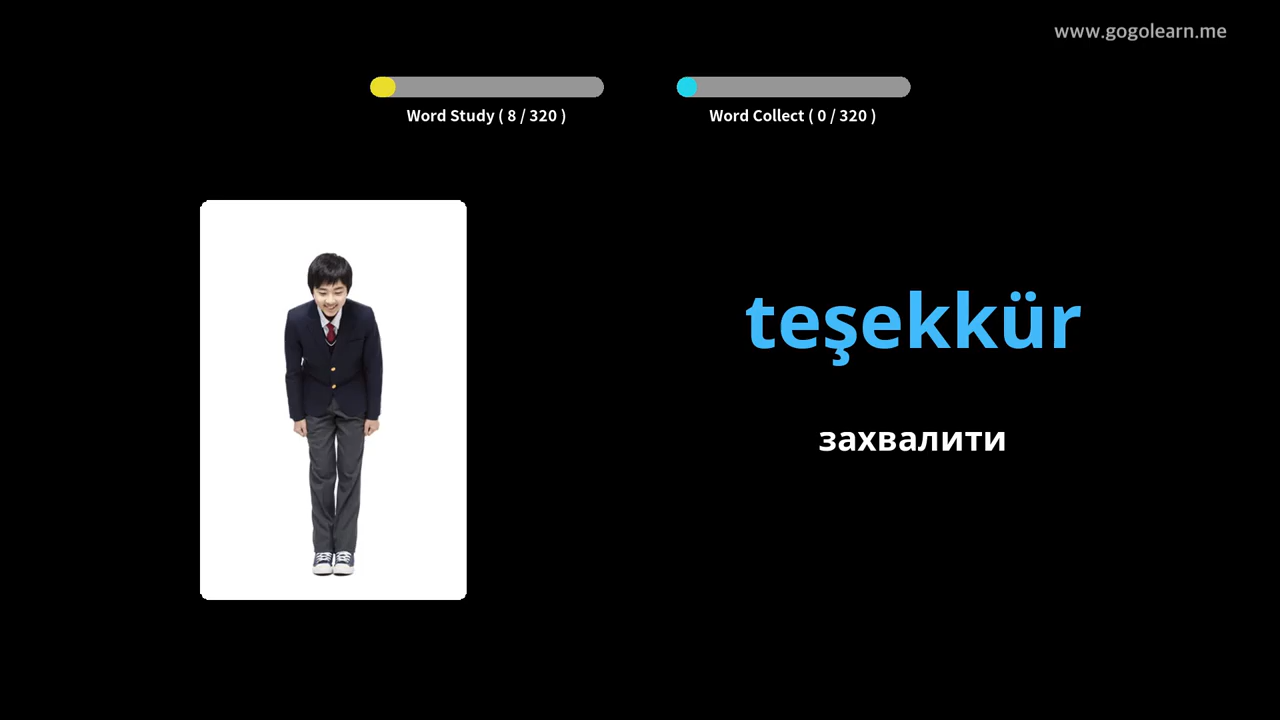 www.gogolearn.me
Word Study ( 8 / 320 )
Word Collect ( 0 / 320 )
teşekkür
захвалити